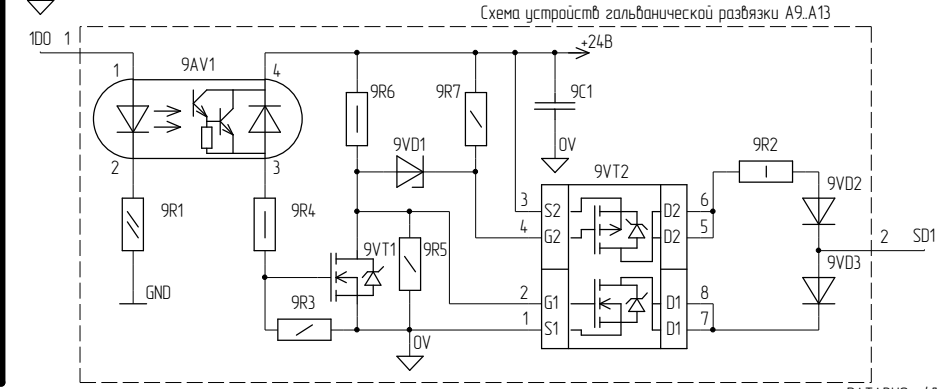 Схема устройств гальванической развязки А9..А13
1D0 1
+24В
9AV1
1
4
9R6
9R7
9C1
0V
9VD1
9R2
9VT2
9VD2
2
3
3 S2
D2 6
4 G2
D2 5
2 SD1
9R1
9R4
9VT1
9R5
9VD3
GND
9R3
2 G1
D1 8
1 S1
D1 7
0V